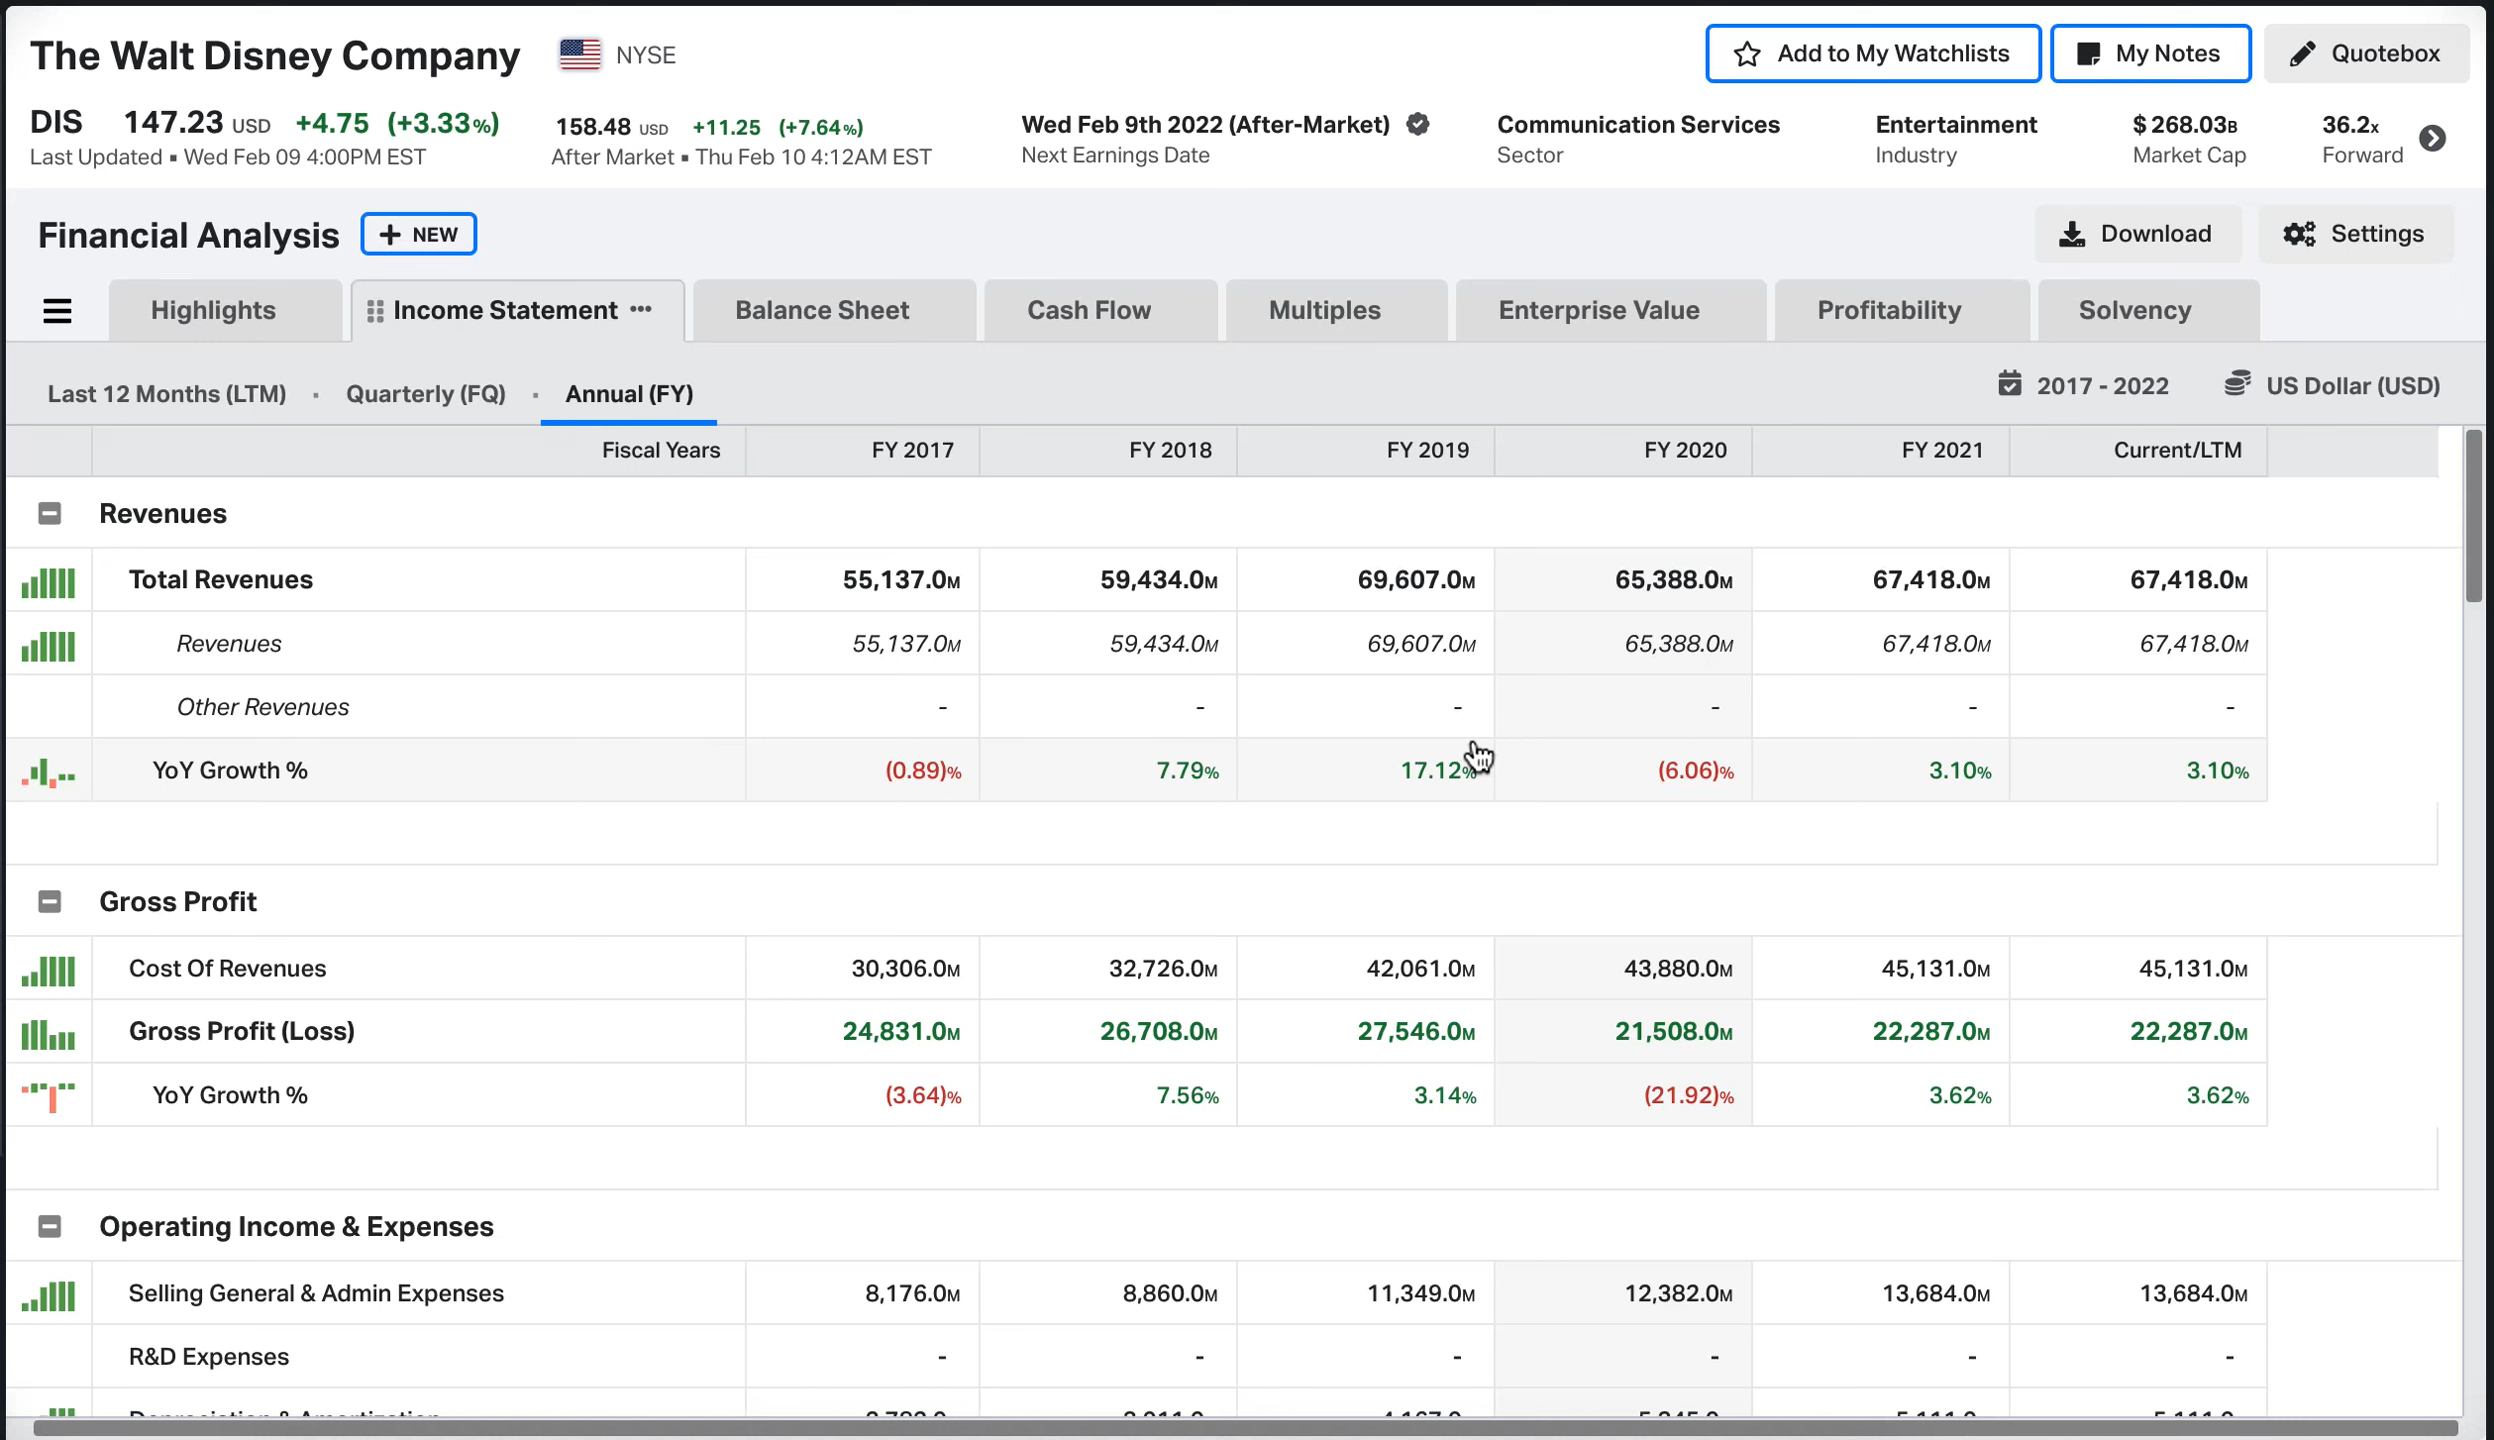 The Walt Disney Company NYSE Add to My Watchlists My Notes Quotebox
DIS 147.23 USD +4.75 (+3.33%) 158.48 USD +11.25 (+7.64%) Wed Feb 9th 2022 (After-Market) Communication Services Entertainment $268.03B 36.2x
Last Updated ▪ Wed Feb 09 4:00PM EST After Market ▪ Thu Feb 10 4:12AM EST Next Earnings Date Sector Industry Market Cap Forward
Financial Analysis + NEW Download Settings
Highlights Income Statement ••• Balance Sheet Cash Flow Multiples Enterprise Value Profitability Solvency
Last 12 Months (LTM) · Quarterly (FQ) · Annual (FY) 2017 - 2022 US Dollar (USD)
Fiscal Years FY 2017 FY 2018 FY 2019 FY 2020 FY 2021 Current/LTM
Revenues
Total Revenues 55,137.0M 59,434.0M 69,607.0M 65,388.0M 67,418.0M 67,418.0M
Revenues 55,137.0M 59,434.0M 69,607.0M 65,388.0M 67,418.0M 67,418.0M
Other Revenues - - - - - -
YoY Growth % (0.89)% 7.79% 17.12% (6.06)% 3.10% 3.10%
Gross Profit
Cost Of Revenues 30,306.0M 32,726.0M 42,061.0M 43,880.0M 45,131.0M 45,131.0M
Gross Profit (Loss) 24,831.0M 26,708.0M 27,546.0M 21,508.0M 22,287.0M 22,287.0M
YoY Growth % (3.64)% 7.56% 3.14% (21.92)% 3.62% 3.62%
Operating Income & Expenses
Selling General & Admin Expenses 8,176.0M 8,860.0M 11,349.0M 12,382.0M 13,684.0M 13,684.0M
R&D Expenses - - - - - -
Depreciation & Amortization